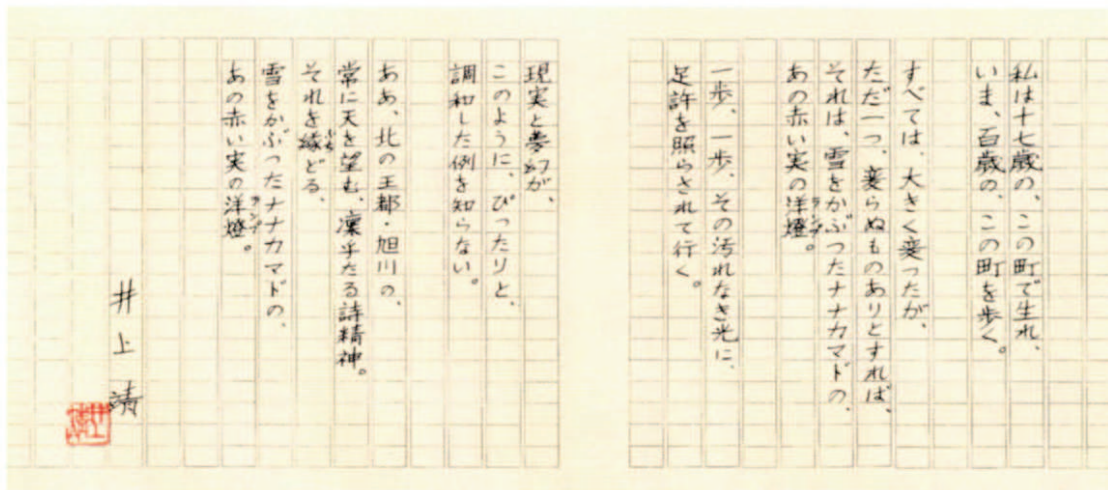 私は十七歳の、この町で生れ、
いま、百歳の、この町を歩く。
すべては、大きく変ったが、
ただ一つ、変らぬものありとすれば、
それは、雪をかぶったナナカマドの、
あの赤い実の洋燈。
一歩、一歩、その汚れなき光に、
足許を照らされて行く。
現実と夢幻が、
このように、ぴったりと、
調和した例を知らない。
ああ、北の王都・旭川の、
常に天を望む、凛乎たる詩精神。
それを縁どる、
雪をかぶったナナカマドの、
あの赤い実の洋燈。
井上靖